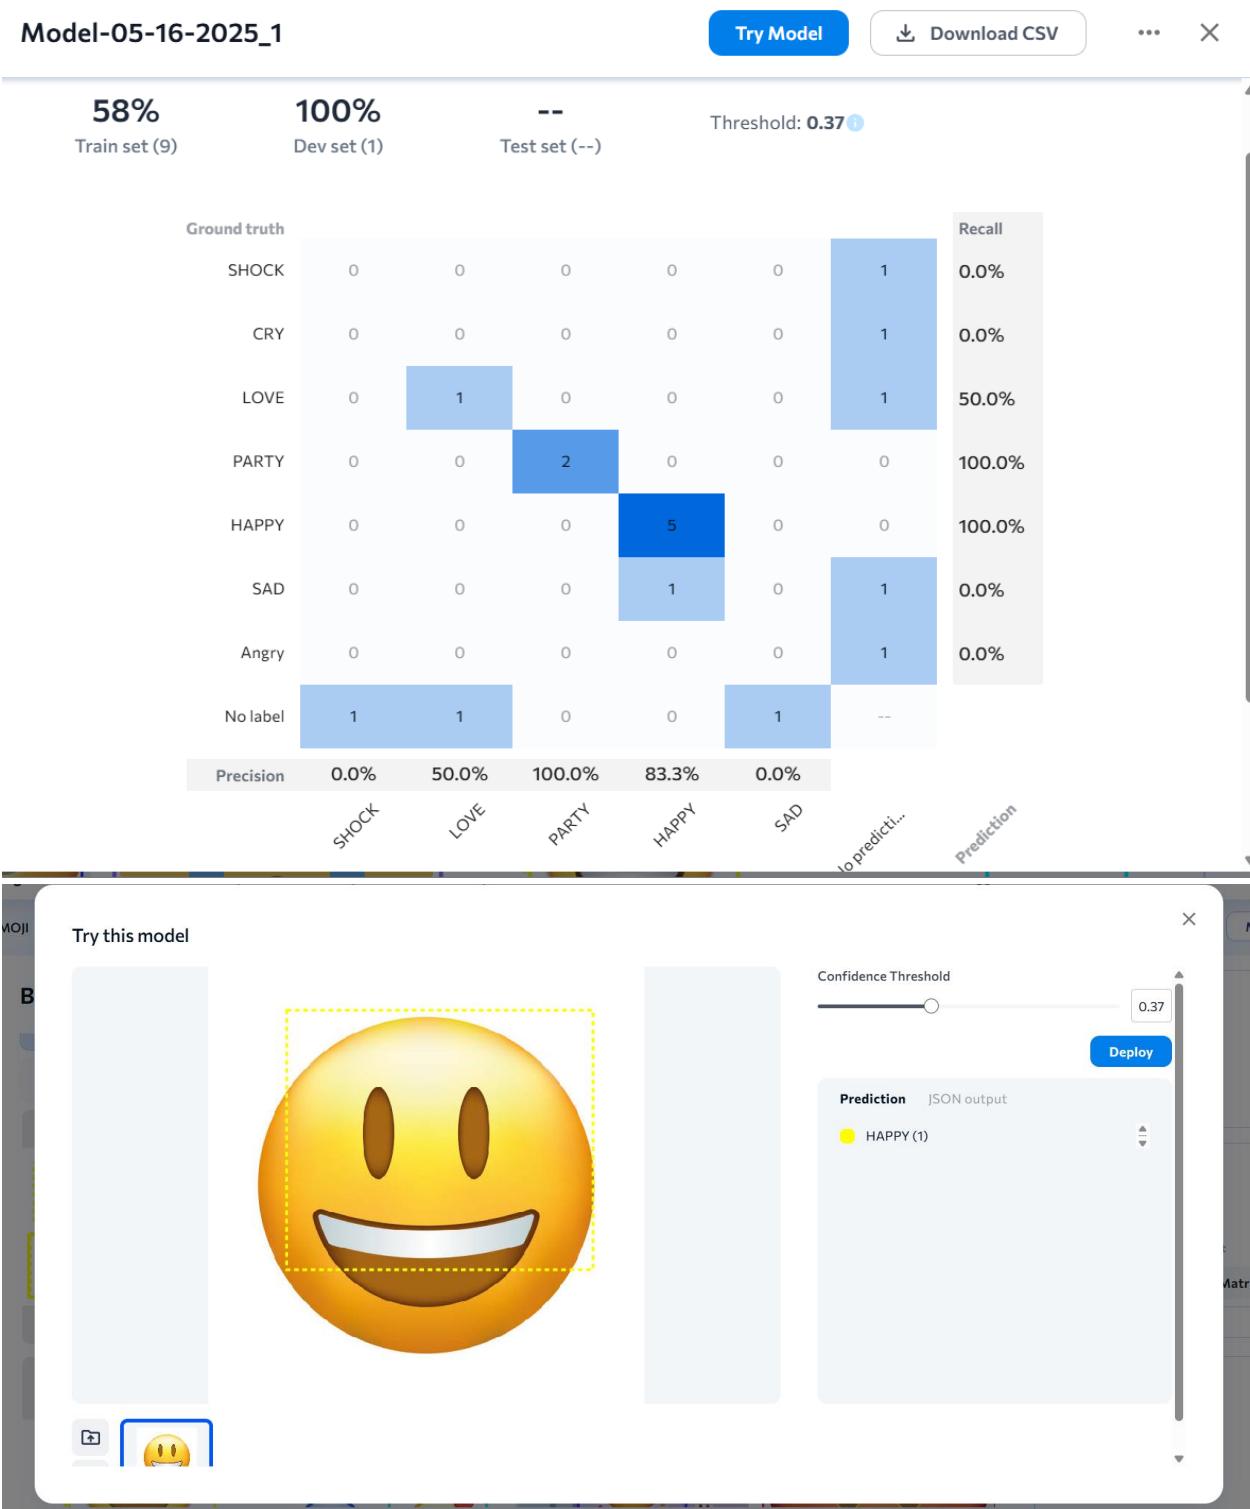 Model-05-16-2025_1
Try Model
Download CSV
58%
100%
--
Threshold: 0.37
Train set (9)
Dev set (1)
Test set (--)
Ground truth
Recall
SHOCK 0 0 0 0 0 1 0.0%
CRY 0 0 0 0 0 1 0.0%
LOVE 0 1 0 0 0 1 50.0%
PARTY 0 0 2 0 0 0 100.0%
HAPPY 0 0 0 5 0 0 100.0%
SAD 0 0 0 1 0 1 0.0%
Angry 0 0 0 0 0 1 0.0%
No label 1 1 0 0 1 --
Precision 0.0% 50.0% 100.0% 83.3% 0.0%
SHOCK
LOVE
PARTY
HAPPY
SAD
lo predicti...
Prediction
MOJI
Try this model
B
Confidence Threshold
0.37
Deploy
Prediction
JSON output
HAPPY (1)
Matr